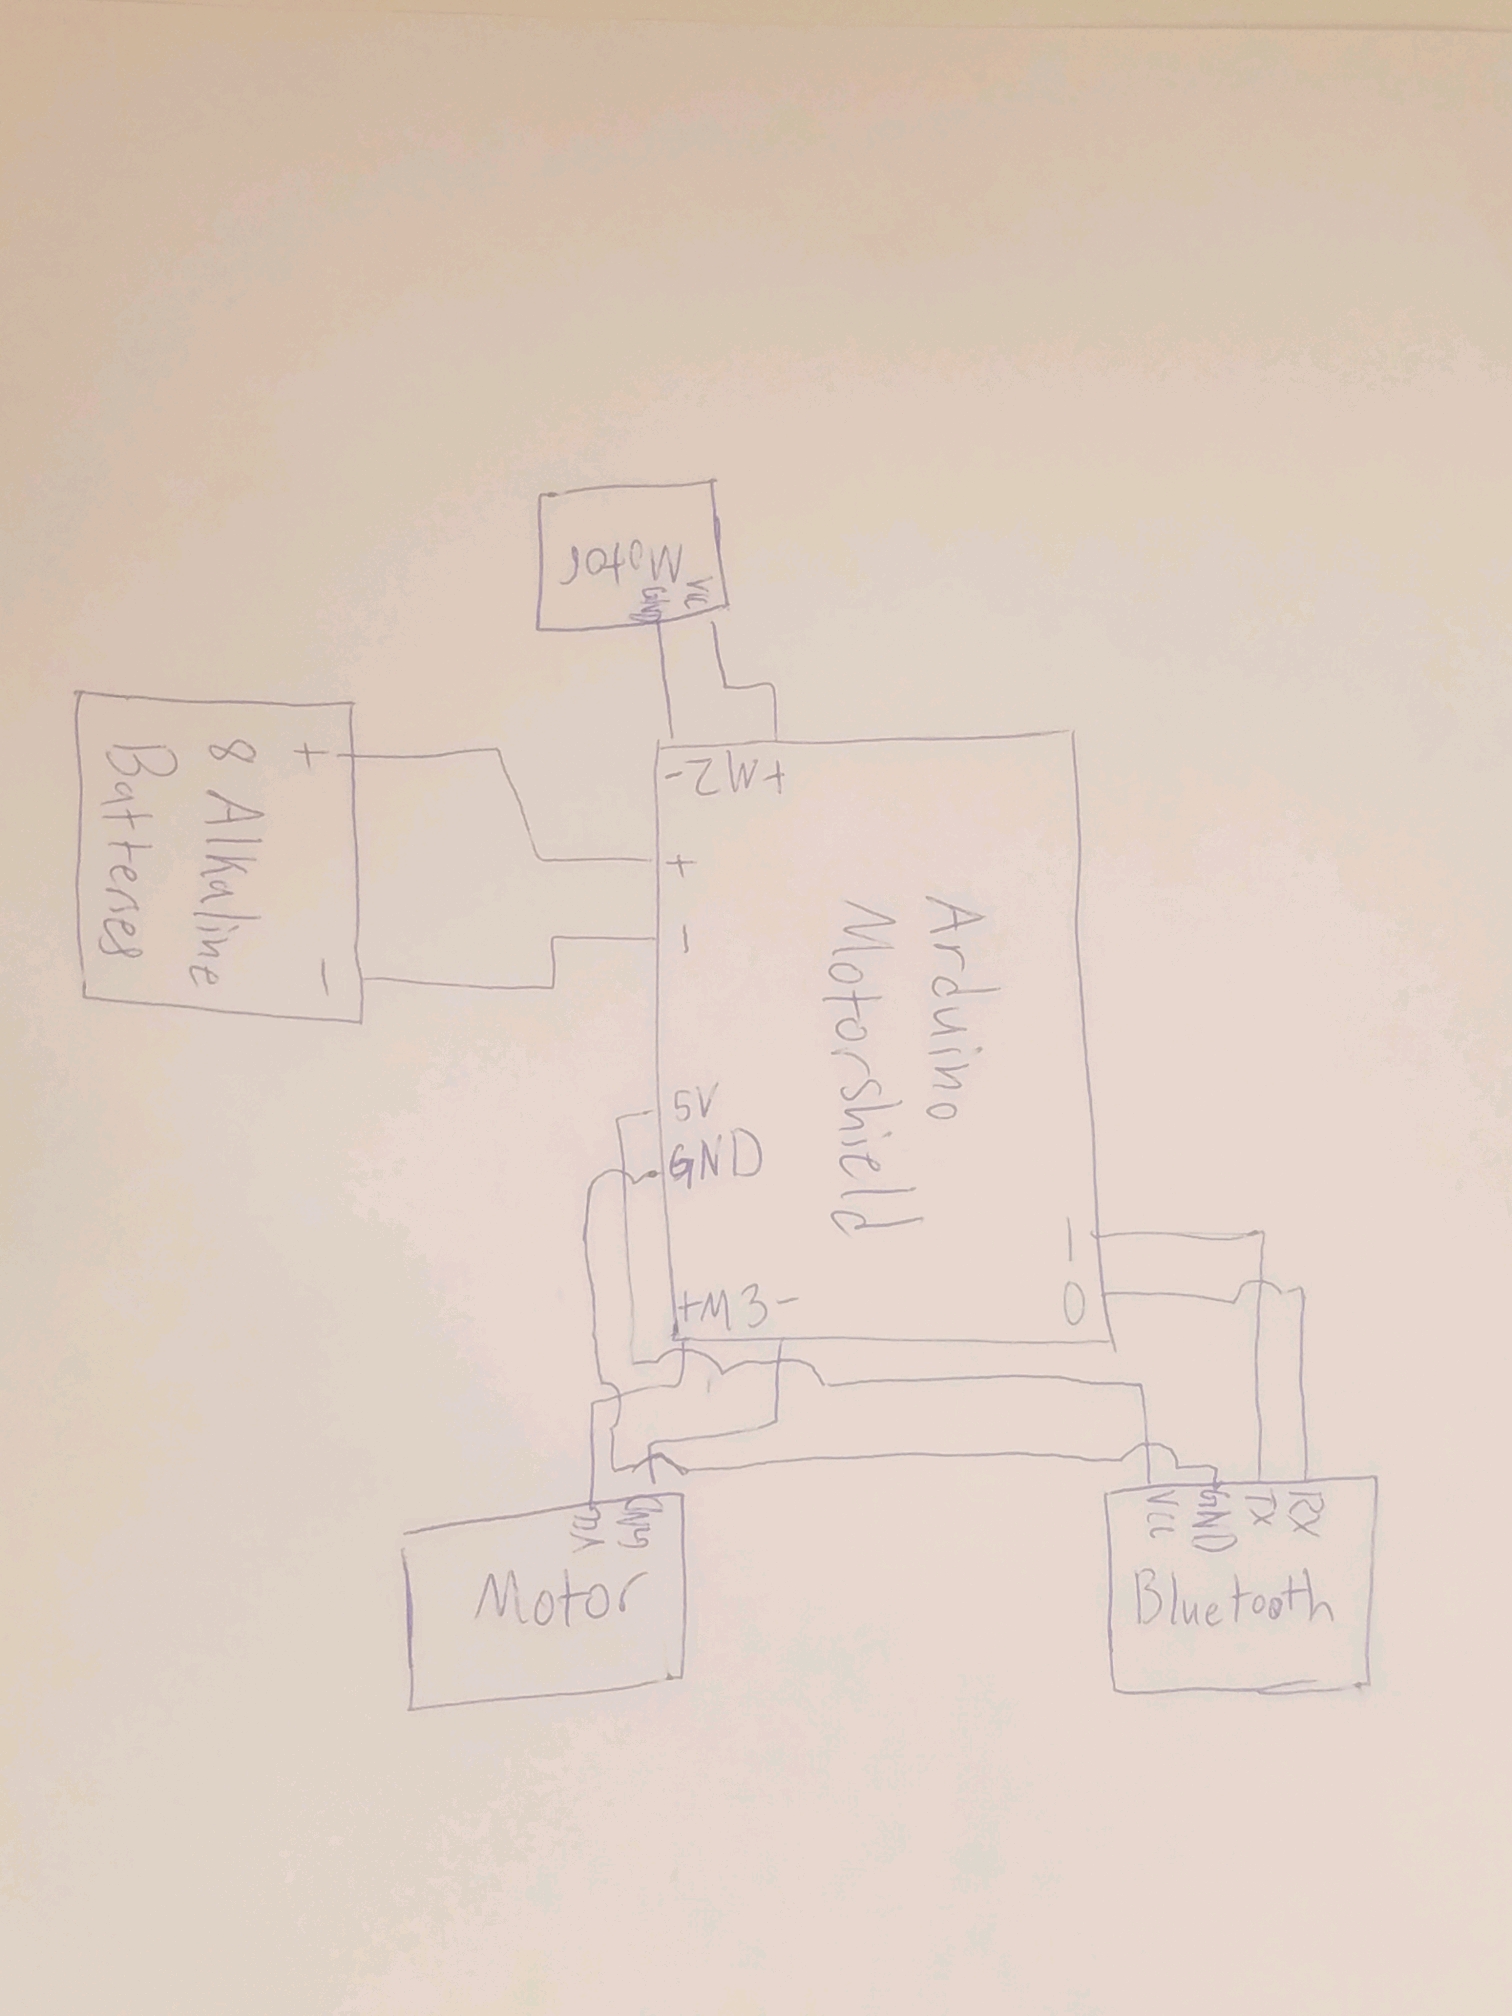 Motor
GND VCC
8 Alkaline
Batteries
+
-
-M2+
+
-
5V
GND
+M3-
Arduino
Motorshield
1
0
GND
Motor
VCC
GND
TX
RX
Bluetooth